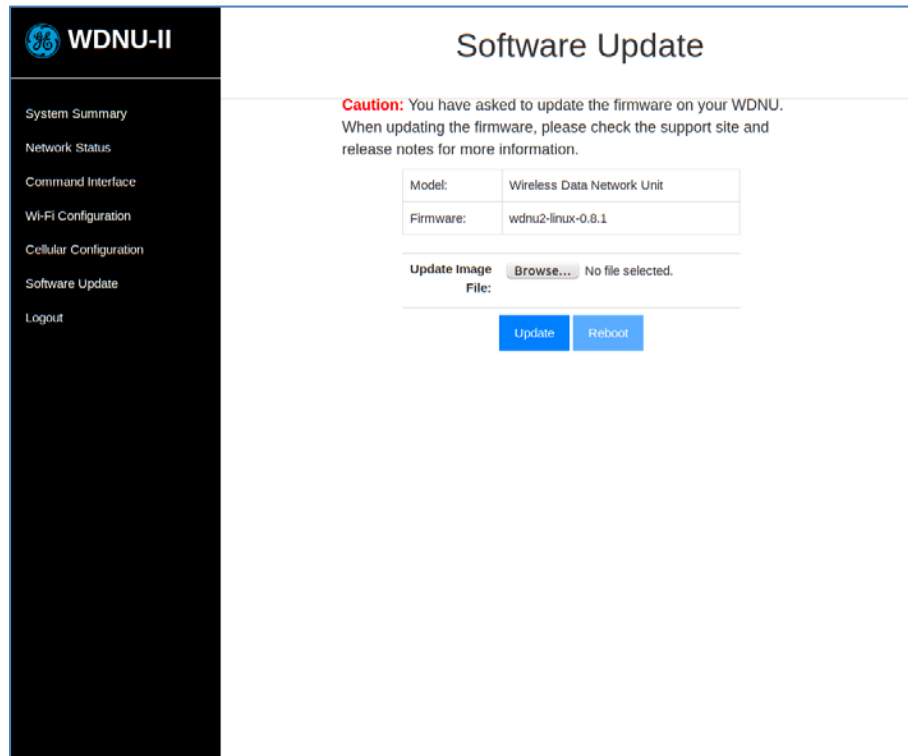 WDNU-II
System Summary
Network Status
Command Interface
Wi-Fi Configuration
Cellular Configuration
Software Update
Logout
Software Update
Caution: You have asked to update the firmware on your WDNU.
When updating the firmware, please check the support site and
release notes for more information.
Model: Wireless Data Network Unit
Firmware: wdnu2-linux-0.8.1
Update Image
File:
Browse... No file selected.
Update Reboot